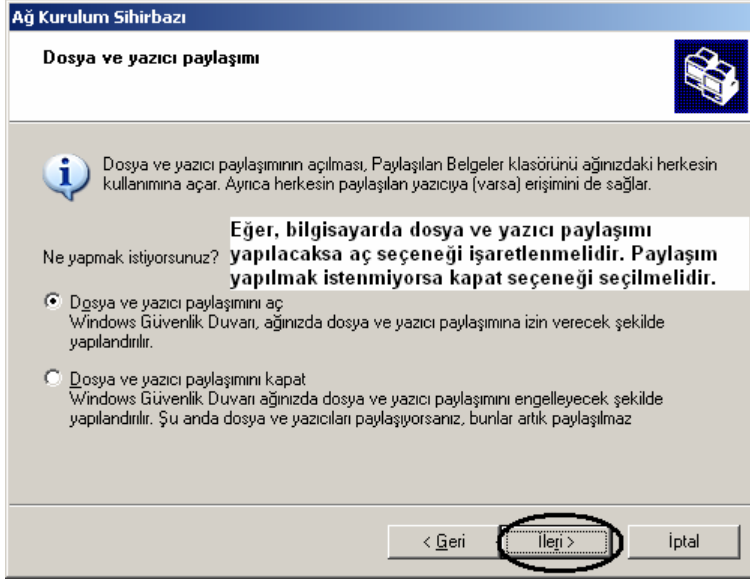 Ağ Kurulum Sihirbazı
Dosya ve yazıcı paylaşımı
Dosya ve yazıcı paylaşımının açılması, Paylaşılan Belgeler klasörünü ağınızdaki herkesin
kullanımına açar. Ayrıca herkesin paylaşılan yazıcıya (varsa) erişimini de sağlar.
Eğer, bilgisayarda dosya ve yazıcı paylaşımı
yapılacaksa aç seçeneği işaretlenmelidir. Paylaşım
yapılmak istenmiyorsa kapat seçeneği seçilmelidir.
Ne yapmak istiyorsunuz?
Dosya ve yazıcı paylaşımını aç
Windows Güvenlik Duvarı, ağınızda dosya ve yazıcı paylaşımına izin verecek şekilde
yapılandırılır.
Dosya ve yazıcı paylaşımını kapat
Windows Güvenlik Duvarı ağınızda dosya ve yazıcı paylaşımını engelleyecek şekilde
yapılandırılır. Şu anda dosya ve yazıcıları paylaşıyorsanız, bunlar artık paylaşılmaz
< Geri
İleri >
İptal